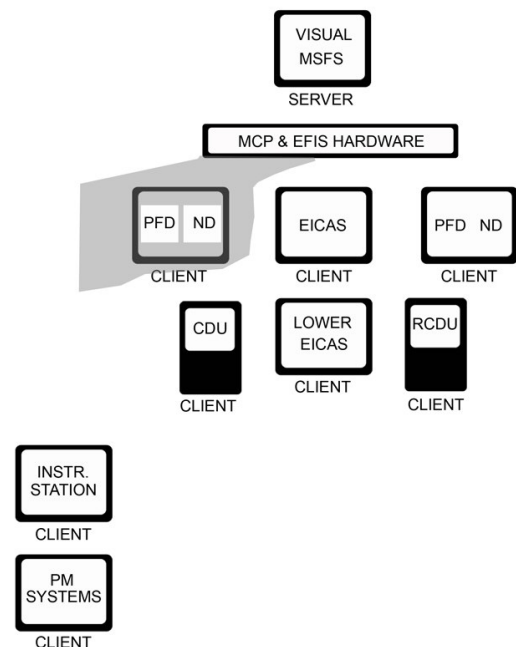 VISUAL
MSFS
SERVER
MCP & EFIS HARDWARE
PFD ND
CLIENT
EICAS
CLIENT
PFD ND
CLIENT
CDU
CLIENT
LOWER
EICAS
CLIENT
RCDU
CLIENT
INSTR.
STATION
CLIENT
PM
SYSTEMS
CLIENT